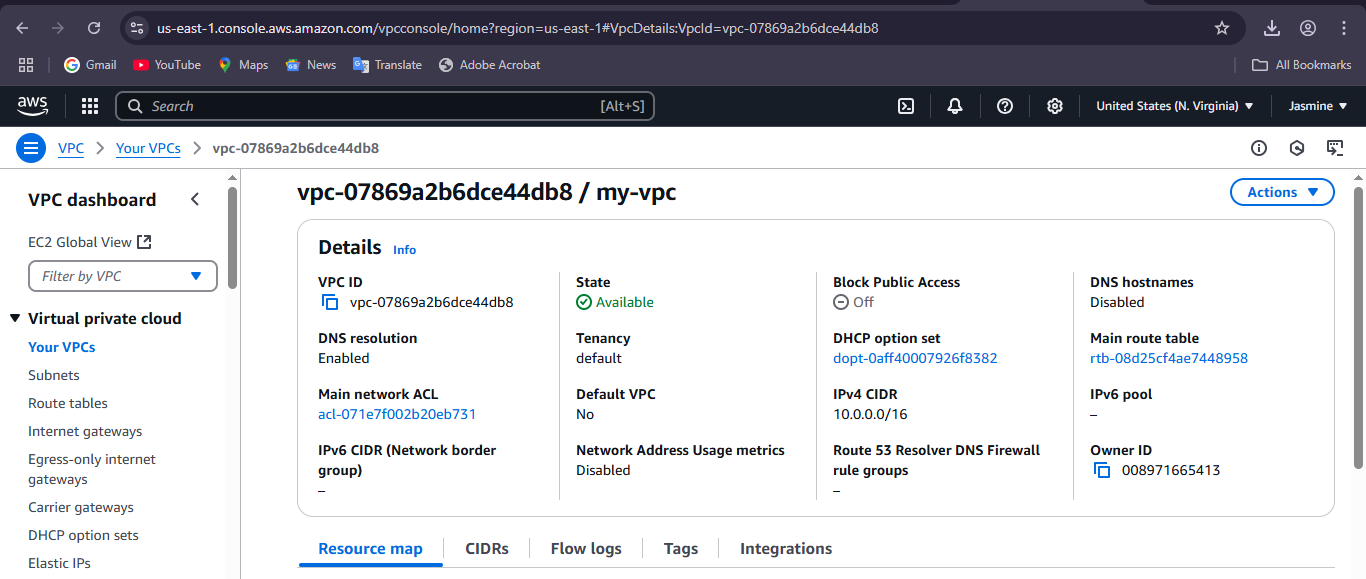 us-east-1.console.aws.amazon.com/vpcconsole/home?region=us-east-1#VpcDetails:VpcId=vpc-07869a2b6dce44db8
Gmail YouTube Maps News Translate Adobe Acrobat All Bookmarks
aws Search [Alt+S] United States (N. Virginia) Jasmine
VPC Your VPCs vpc-07869a2b6dce44db8
VPC dashboard
EC2 Global View
Filter by VPC
Virtual private cloud
Your VPCs
Subnets
Route tables
Internet gateways
Egress-only internet
gateways
Carrier gateways
DHCP option sets
Elastic IPs
vpc-07869a2b6dce44db8 / my-vpc
Actions
Details Info
VPC ID
vpc-07869a2b6dce44db8
State
Available
Block Public Access
Off
DNS hostnames
Disabled
DNS resolution
Enabled
Tenancy
default
DHCP option set
dopt-0aff40007926f8382
Main route table
rtb-08d25cf4ae7448958
Main network ACL
acl-071e7f002b20eb731
Default VPC
No
IPv4 CIDR
10.0.0.0/16
IPv6 pool
–
IPv6 CIDR (Network border
group)
–
Network Address Usage metrics
Disabled
Route 53 Resolver DNS Firewall
rule groups
–
Owner ID
008971665413
Resource map CIDRs Flow logs Tags Integrations